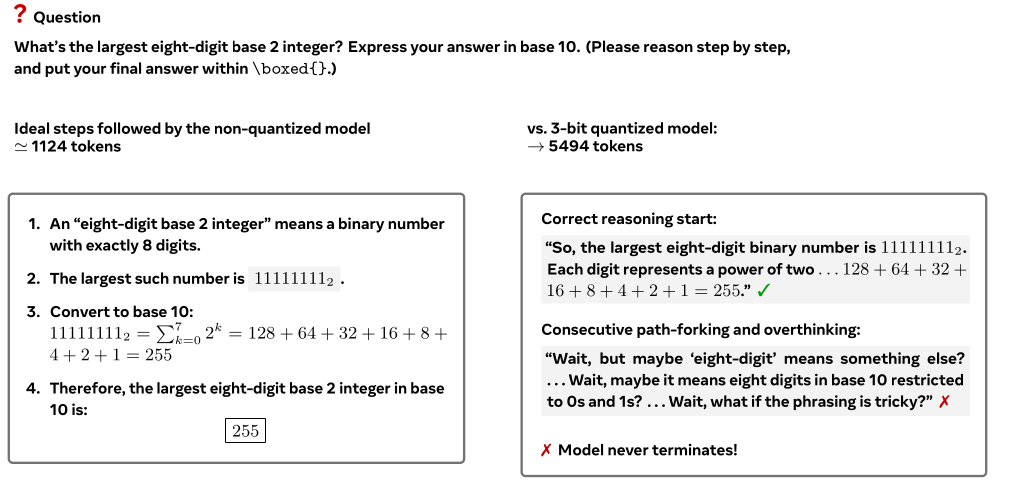 ? Question
What's the largest eight-digit base 2 integer? Express your answer in base 10. (Please reason step by step,
and put your final answer within \boxed{}.)
Ideal steps followed by the non-quantized model
≃ 1124 tokens
1. An “eight-digit base 2 integer” means a binary number
with exactly 8 digits.
2. The largest such number is 11111111₂ .
3. Convert to base 10:
11111111₂ = ∑⁷ₖ₌₀ 2ᵏ = 128 + 64 + 32 + 16 + 8 +
4 + 2 + 1 = 255
4. Therefore, the largest eight-digit base 2 integer in base
10 is:
255
vs. 3-bit quantized model:
→ 5494 tokens
Correct reasoning start:
“So, the largest eight-digit binary number is 11111111₂.
Each digit represents a power of two . . . 128 + 64 + 32 +
16 + 8 + 4 + 2 + 1 = 255.” ✓
Consecutive path-forking and overthinking:
“Wait, but maybe ‘eight-digit’ means something else?
. . . Wait, maybe it means eight digits in base 10 restricted
to 0s and 1s? . . . Wait, what if the phrasing is tricky?” ✗
✗ Model never terminates!